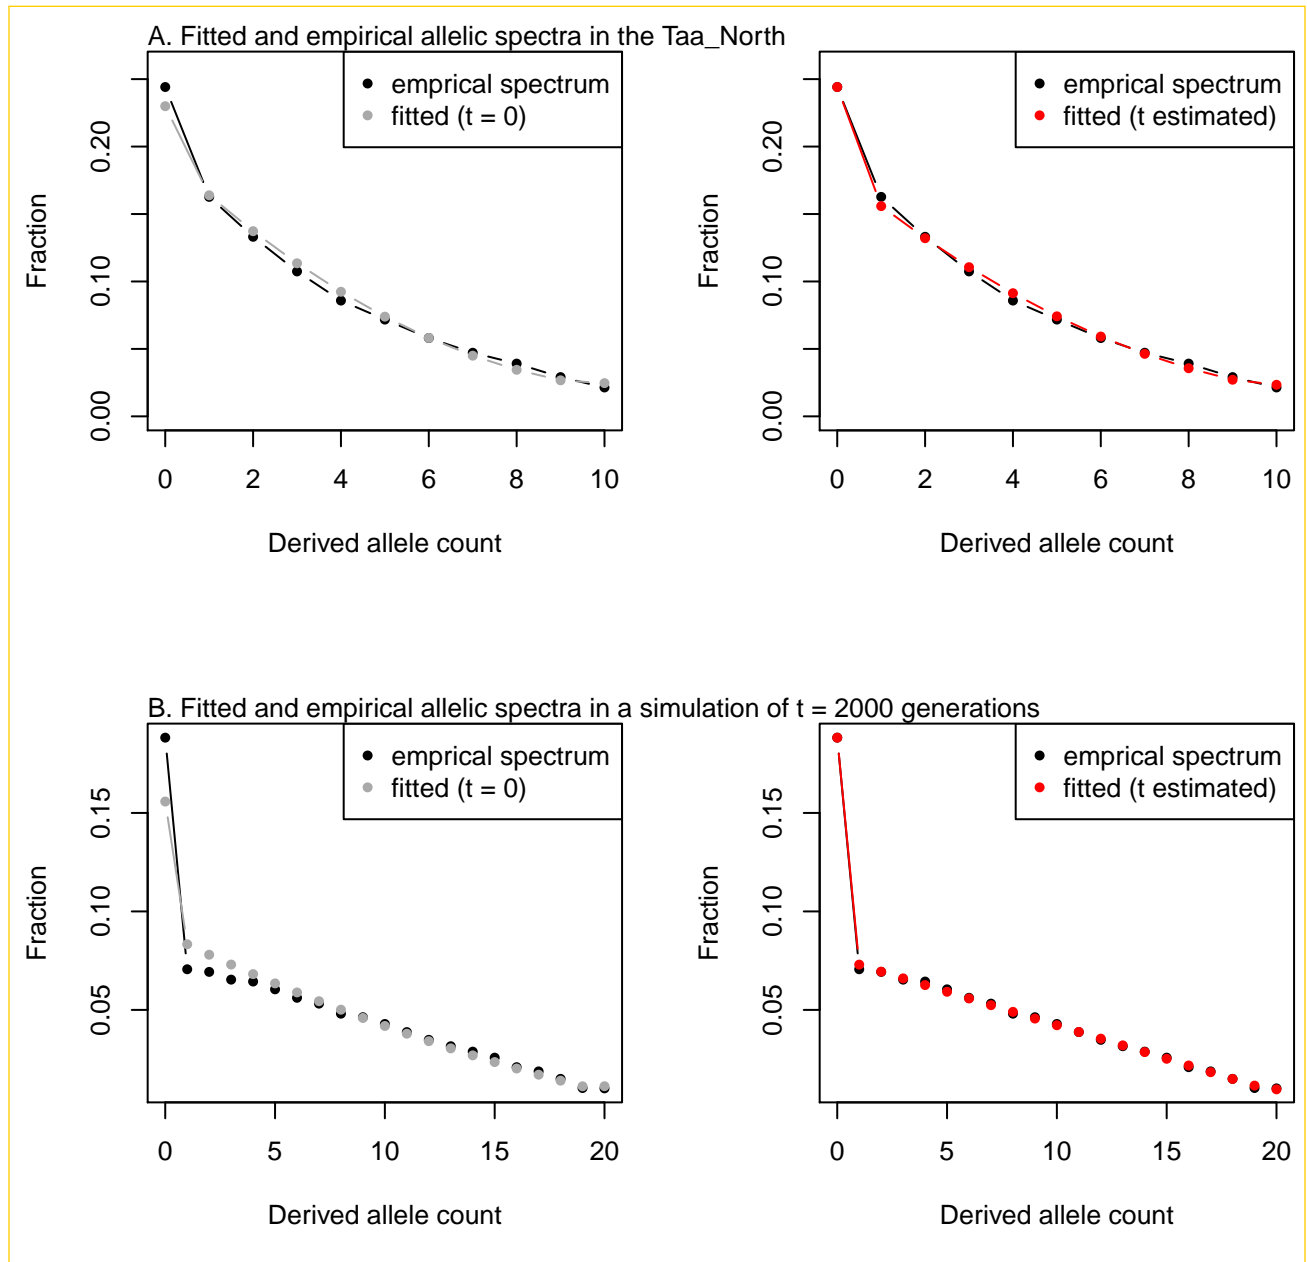 A. Fitted and empirical allelic spectra in the Taa_North
emprical spectrum
fitted (t = 0)
Fraction
0.00
0.10
0.20
0 2 4 6 8 10
Derived allele count
emprical spectrum
fitted (t estimated)
Fraction
0.00
0.10
0.20
0 2 4 6 8 10
Derived allele count
B. Fitted and empirical allelic spectra in a simulation of t = 2000 generations
emprical spectrum
fitted (t = 0)
Fraction
0.05
0.10
0.15
0 5 10 15 20
Derived allele count
emprical spectrum
fitted (t estimated)
Fraction
0.05
0.10
0.15
0 5 10 15 20
Derived allele count